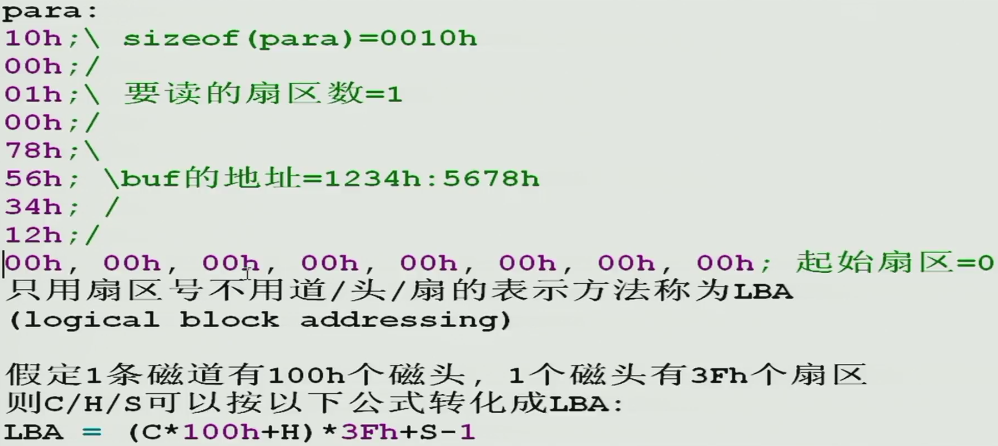 para:
10h;\ sizeof(para)=0010h
00h;/
01h;\ 要读的扇区数=1
00h;/
78h;\
56h; \buf的地址=1234h:5678h
34h; /
12h;/
00h, 00h, 00h, 00h, 00h, 00h, 00h, 00h; 起始扇区=0
只用扇区号不用道/头/扇的表示方法称为LBA
(logical block addressing)
假定1条磁道有100h个磁头, 1个磁头有3Fh个扇区
则C/H/S可以按以下公式转化成LBA:
LBA = (C*100h+H)*3Fh+S-1